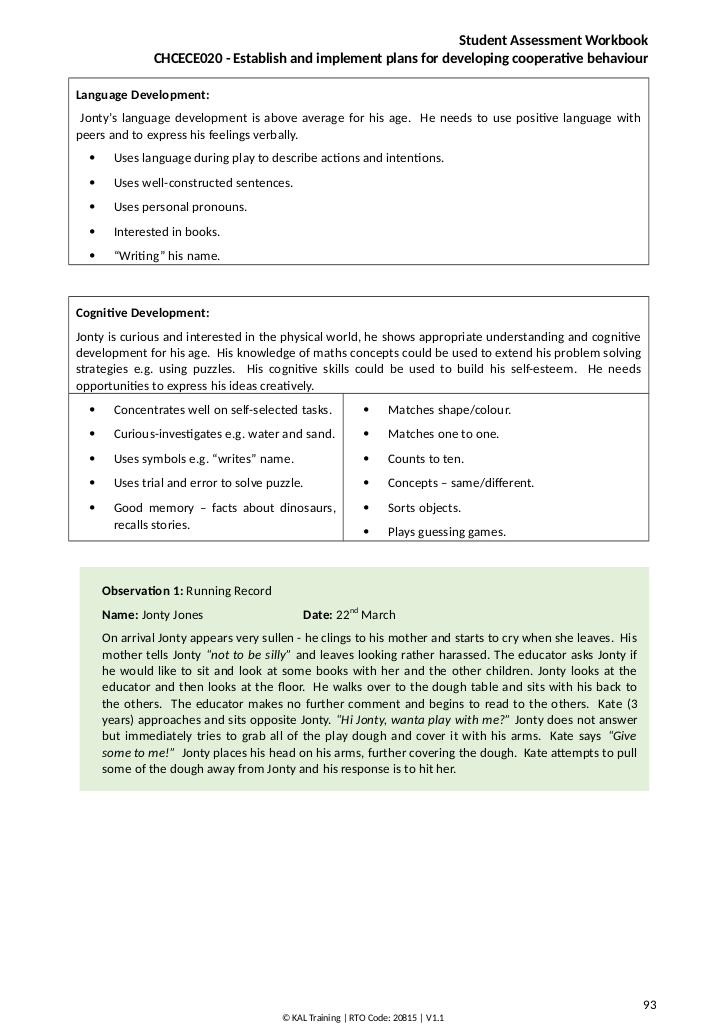 Student Assessment Workbook
CHCECE020 - Establish and implement plans for developing cooperative behaviour
Language Development:
Jonty's language development is above average for his age.  He needs to use positive language with
peers and to express his feelings verbally.
• Uses language during play to describe actions and intentions.
• Uses well-constructed sentences.
• Uses personal pronouns.
• Interested in books.
• “Writing” his name.
Cognitive Development:
Jonty is curious and interested in the physical world, he shows appropriate understanding and cognitive
development for his age.  His knowledge of maths concepts could be used to extend his problem solving
strategies e.g. using puzzles.  His cognitive skills could be used to build his self-esteem.  He needs
opportunities to express his ideas creatively.
• Concentrates well on self-selected tasks.
• Curious-investigates e.g. water and sand.
• Uses symbols e.g. “writes” name.
• Uses trial and error to solve puzzle.
• Good memory – facts about dinosaurs,
recalls stories.
• Matches shape/colour.
• Matches one to one.
• Counts to ten.
• Concepts – same/different.
• Sorts objects.
• Plays guessing games.
Observation 1: Running Record
Name: Jonty Jones Date: 22nd March
On arrival Jonty appears very sullen - he clings to his mother and starts to cry when she leaves.  His
mother tells Jonty “not to be silly” and leaves looking rather harassed. The educator asks Jonty if
he would like to sit and look at some books with her and the other children. Jonty looks at the
educator and then looks at the floor.  He walks over to the dough table and sits with his back to
the others.  The educator makes no further comment and begins to read to the others.  Kate (3
years) approaches and sits opposite Jonty. “Hi Jonty, wanta play with me?” Jonty does not answer
but immediately tries to grab all of the play dough and cover it with his arms.  Kate says “Give
some to me!”  Jonty places his head on his arms, further covering the dough.  Kate attempts to pull
some of the dough away from Jonty and his response is to hit her.
93
© KAL Training | RTO Code: 20815 | V1.1